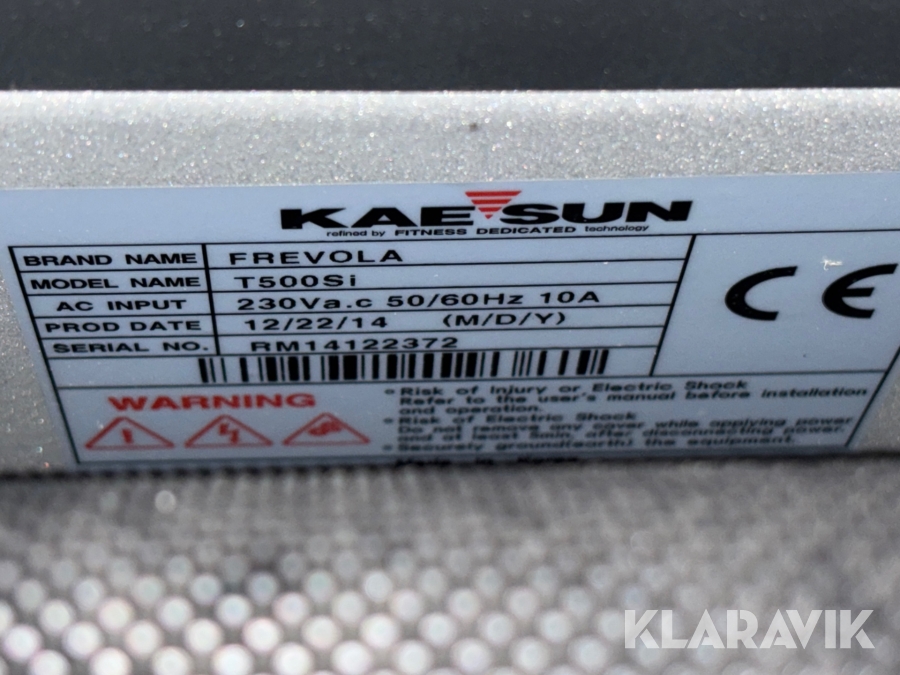 KAESUN
refined by FITNESS DEDICATED technology
BRAND NAME FREVOLA
MODEL NAME T500Si
AC INPUT 230Va.c 50/60Hz 10A
PROD DATE 12/22/14 (M/D/Y)
SERIAL NO. RM14122372
CE
WARNING
• Risk of Injury or Electric Shock
Refer to the user's manual before installation
and operation.
• Risk of Electric Shock
Do not remove any cover while applying power
and at least 5min. after disconnecting power.
• Securely ground(earth) the equipment.
KLARAVIK